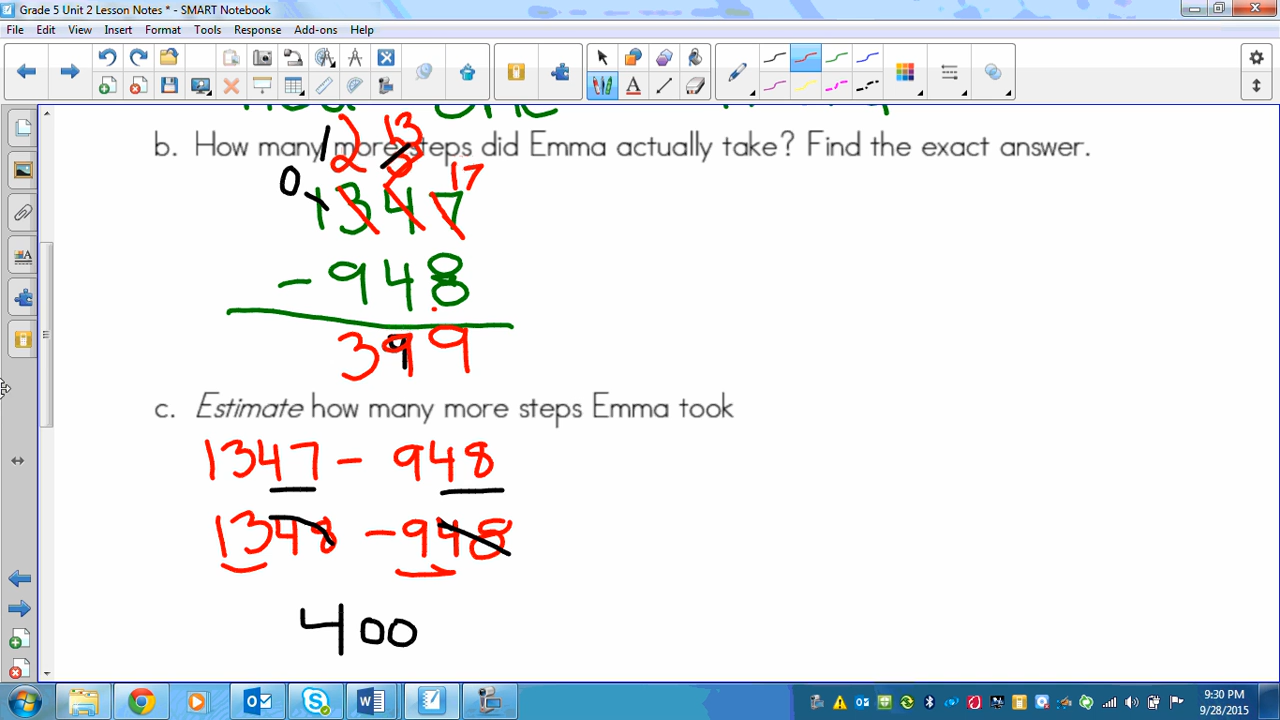 Grade 5 Unit 2 Lesson Notes * - SMART Notebook
File Edit View Insert Format Tools Response Add-ons Help
b. How many more steps did Emma actually take? Find the exact answer.
1 2 13
0 3 17
1347
- 948
399
c. Estimate how many more steps Emma took
1347 - 948
1348 - 948
400
9:30 PM
9/28/2015